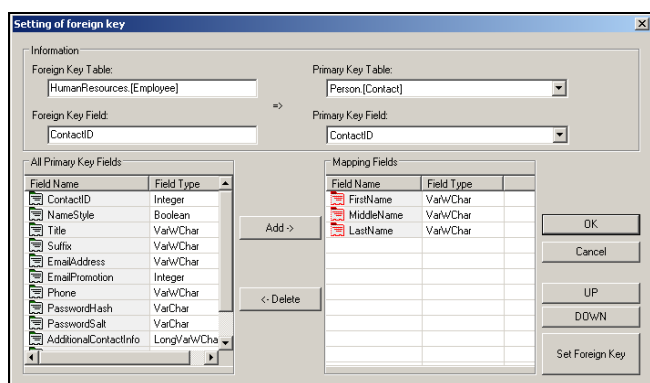 Setting of foreign key
Information
Foreign Key Table:
Primary Key Table:
HumanResources.[Employee]
Person.[Contact]
=>
Foreign Key Field:
Primary Key Field:
ContactID
ContactID
All Primary Key Fields
Field Name Field Type
ContactID Integer
NameStyle Boolean
Title VarWChar
Suffix VarWChar
EmailAddress VarWChar
EmailPromotion Integer
Phone VarWChar
PasswordHash VarChar
PasswordSalt VarChar
AdditionalContactInfo LongVarWCha
Add ->
<- Delete
Mapping Fields
Field Name Field Type
FirstName VarWChar
MiddleName VarWChar
LastName VarWChar
OK
Cancel
UP
DOWN
Set Foreign Key